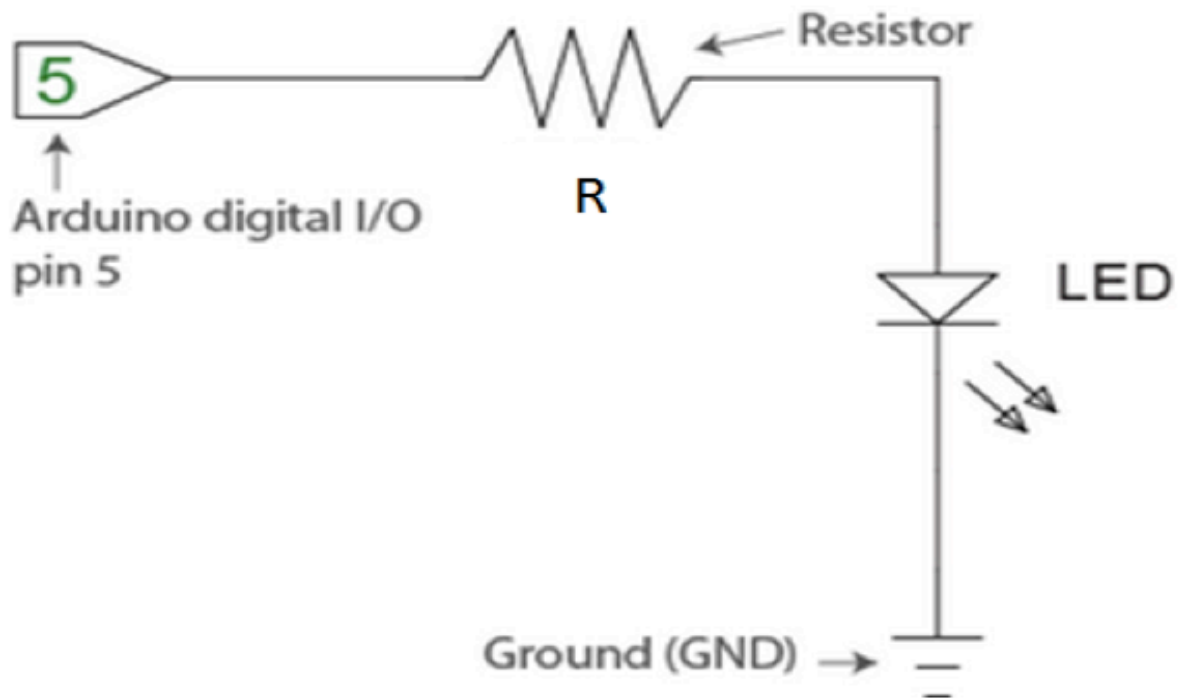 Resistor
5
R
Arduino digital I/O
pin 5
LED
Ground (GND)